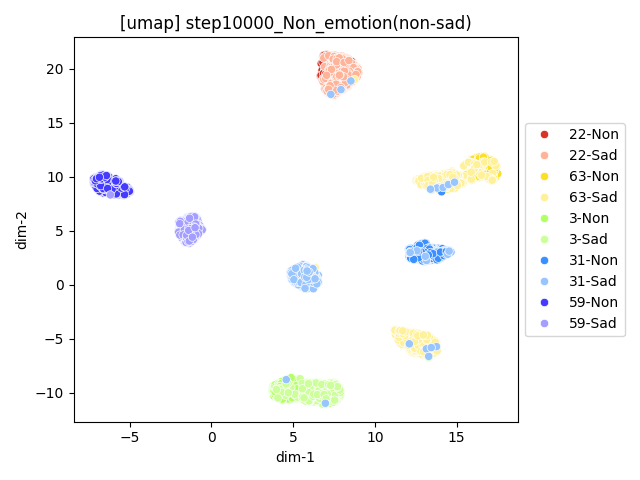 [umap] step10000_Non_emotion(non-sad)
20
15
10
5
0
−5
−10
dim-2
−5
0
5
10
15
dim-1
22-Non
22-Sad
63-Non
63-Sad
3-Non
3-Sad
31-Non
31-Sad
59-Non
59-Sad